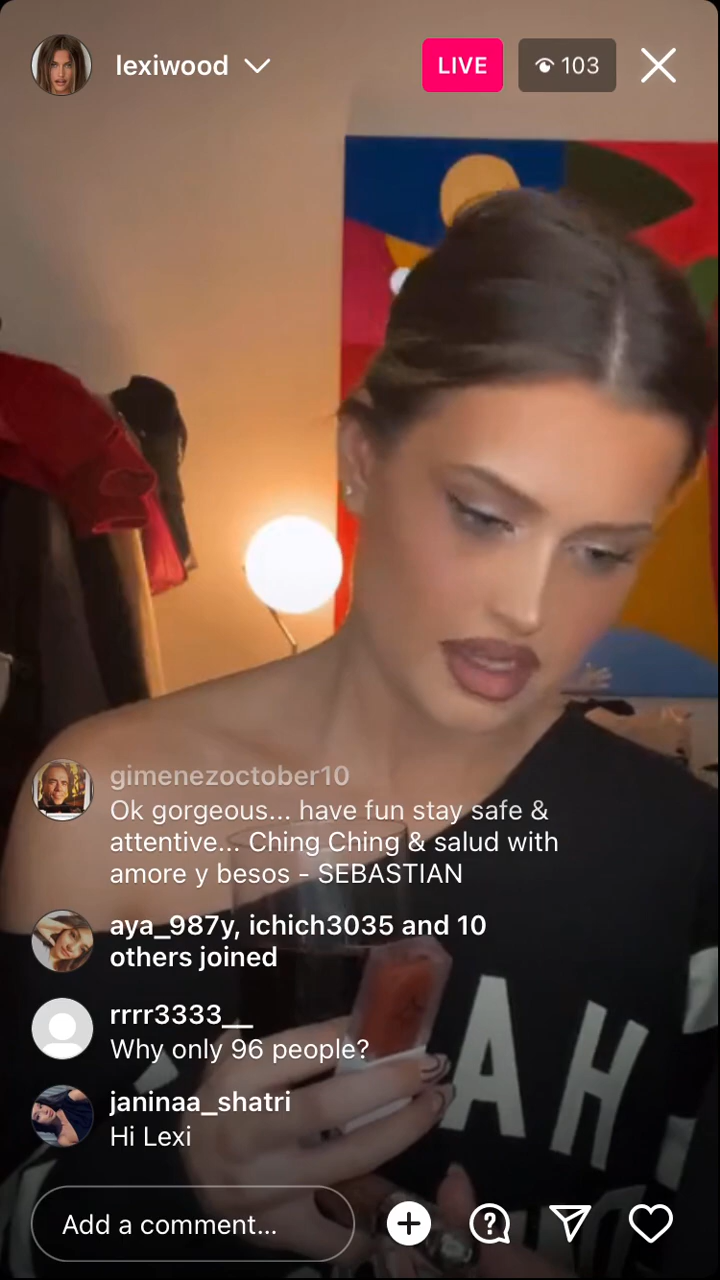 lexiwood
LIVE
103
gimenezoctober10
Ok gorgeous... have fun stay safe &
attentive... Ching Ching & salud with
amore y besos - SEBASTIAN
aya_987y, ichich3035 and 10
others joined
rrrr3333__
Why only 96 people?
janinaa_shatri
Hi Lexi
AH
Add a comment...